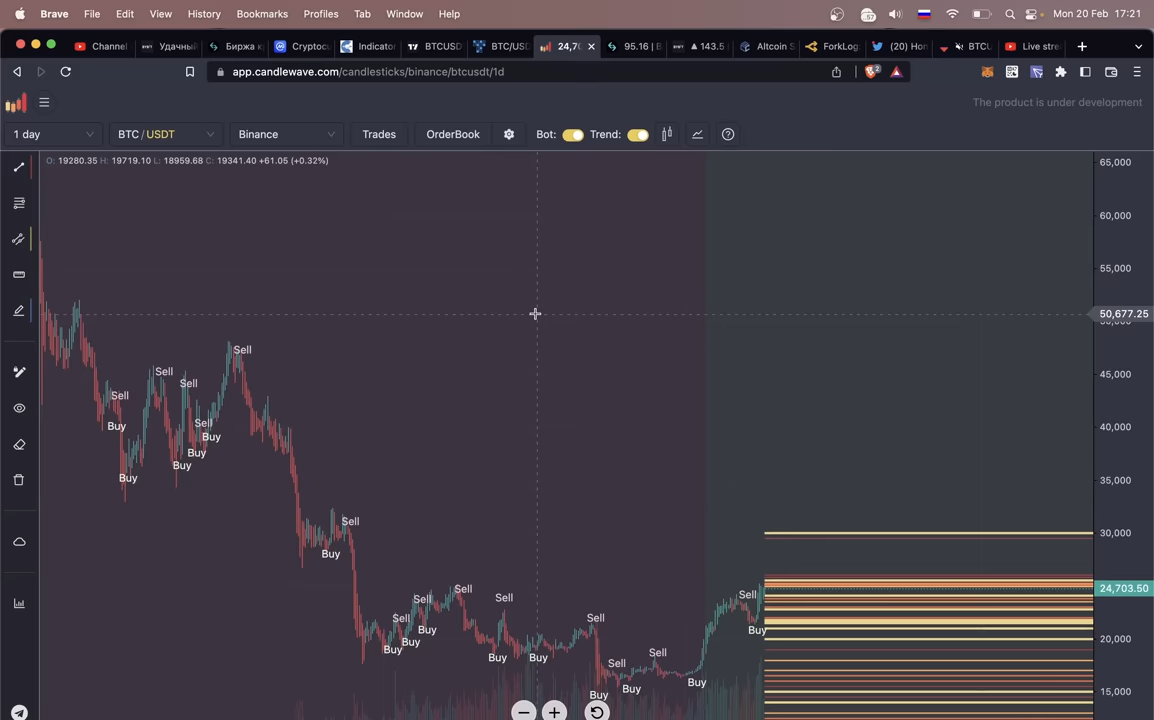 Brave File Edit View History Bookmarks Profiles Tab Window Help .57 Mon 20 Feb 17:21
Channel Удачный Биржа к Cryptocu Indicator BTCUSD BTC/US 24,70 95.16 | B 143.5 Altcoin S ForkLog: (20) Hon BTCU Live stre
app.candlewave.com/candlesticks/binance/btcusdt/1d 2
The product is under development
1 day BTC / USDT Binance Trades OrderBook Bot: Trend:
O: 19280.35 H: 19719.10 L: 18959.68 C: 19341.40 +61.05 (+0.32%)
65,000
60,000
55,000
50,677.25
Sell
Sell
45,000
Sell
Sell
40,000
Sell
Buy
Buy
Buy
Buy
Buy
35,000
Sell
30,000
Buy
24,703.50
Sell
Sell
Sell
Sell
Sell
Sell
Buy
Buy
20,000
Buy
Buy
Sell
Buy
Buy
Sell
Buy
Buy
Buy
15,000